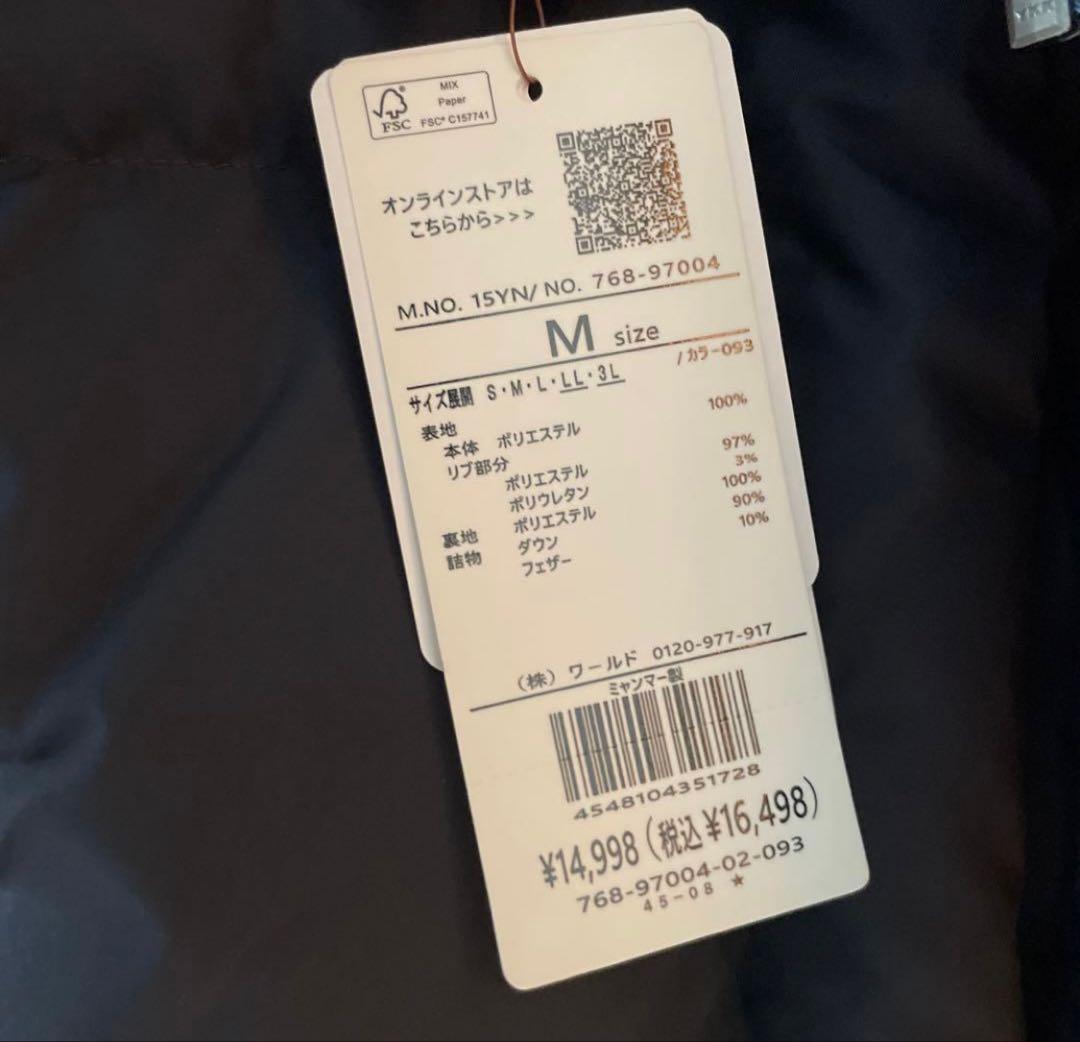 YKK
MIX
Paper
FSC® C157741
FSC
オンラインストアは
こちらから>>>
M.NO. 15YN/ NO. 768-97004
M size
/カラー093
サイズ展開 S・M・L・LL・3L
表地
本体 ポリエステル 100%
リブ部分
ポリエステル 97%
ポリウレタン 3%
裏地 ポリエステル 100%
詰物 ダウン 90%
フェザー 10%
(株) ワールド 0120-977-917
ミャンマー製
4548104351728
¥14,998(税込¥16,498)
768-97004-02-093
45-08 ★